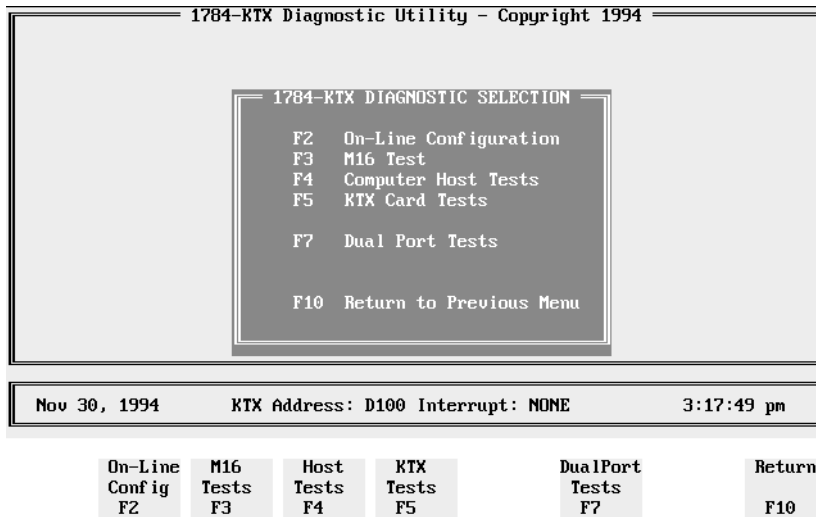 1784-KTX Diagnostic Utility - Copyright 1994
1784-KTX DIAGNOSTIC SELECTION
F2 On-Line Configuration
F3 M16 Test
F4 Computer Host Tests
F5 KTX Card Tests
F7 Dual Port Tests
F10 Return to Previous Menu
Nov 30, 1994 KTX Address: D100 Interrupt: NONE 3:17:49 pm
On-Line M16 Host KTX DualPort Return
Config Tests Tests Tests Tests
F2 F3 F4 F5 F7 F10